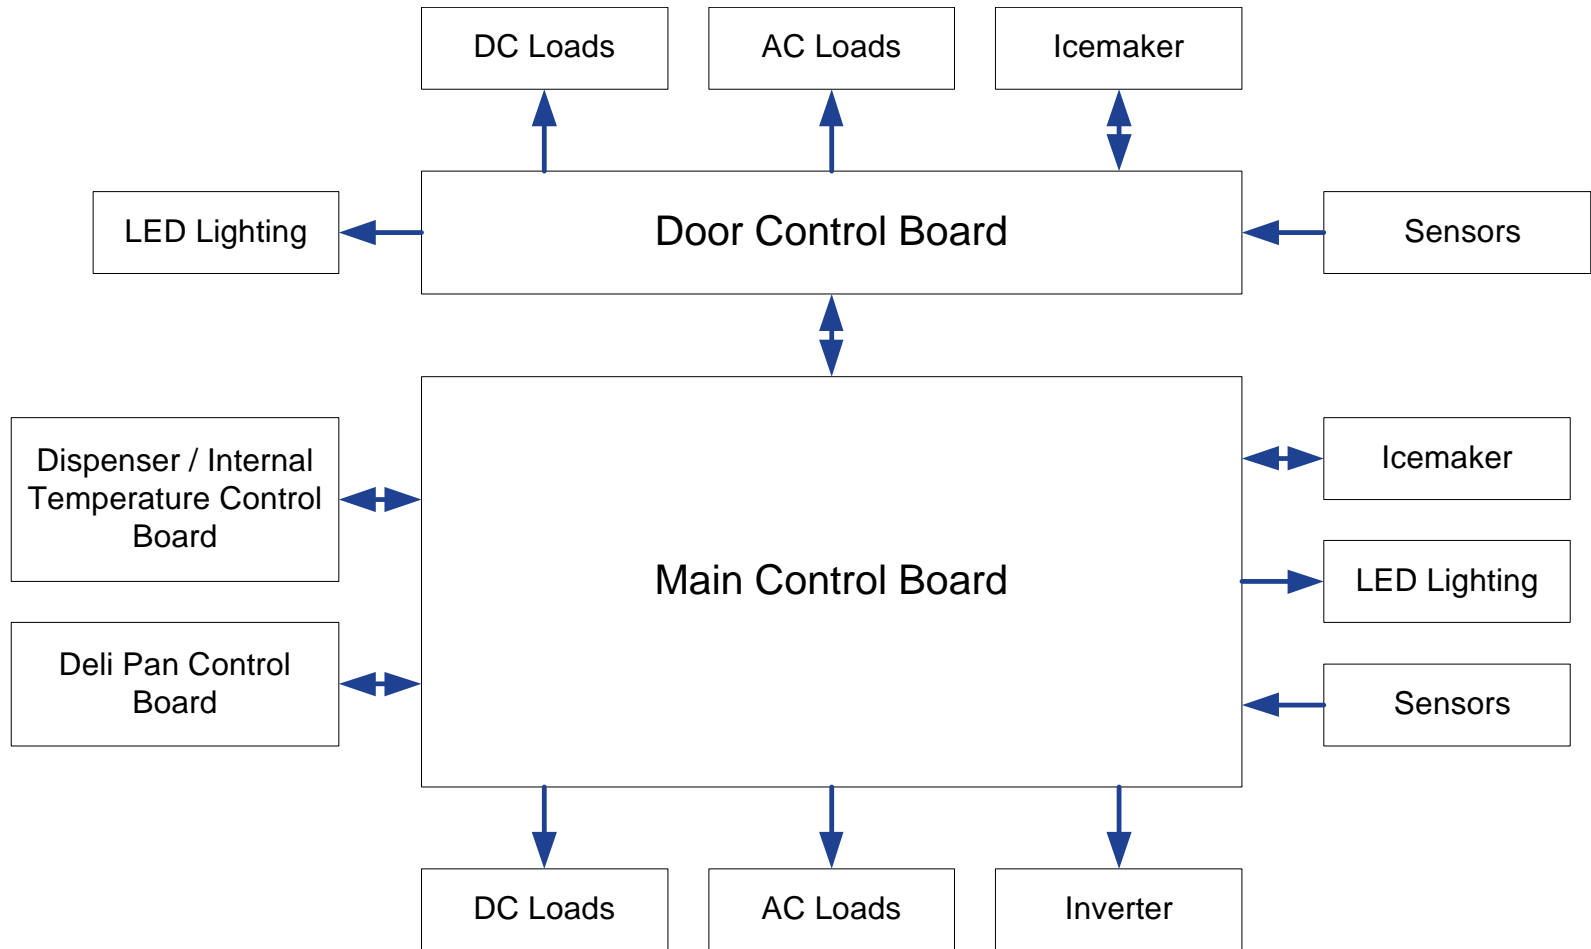 DC Loads
AC Loads
Icemaker
LED Lighting
Door Control Board
Sensors
Dispenser / Internal
Temperature Control
Board
Icemaker
Main Control Board
LED Lighting
Deli Pan Control
Board
Sensors
DC Loads
AC Loads
Inverter